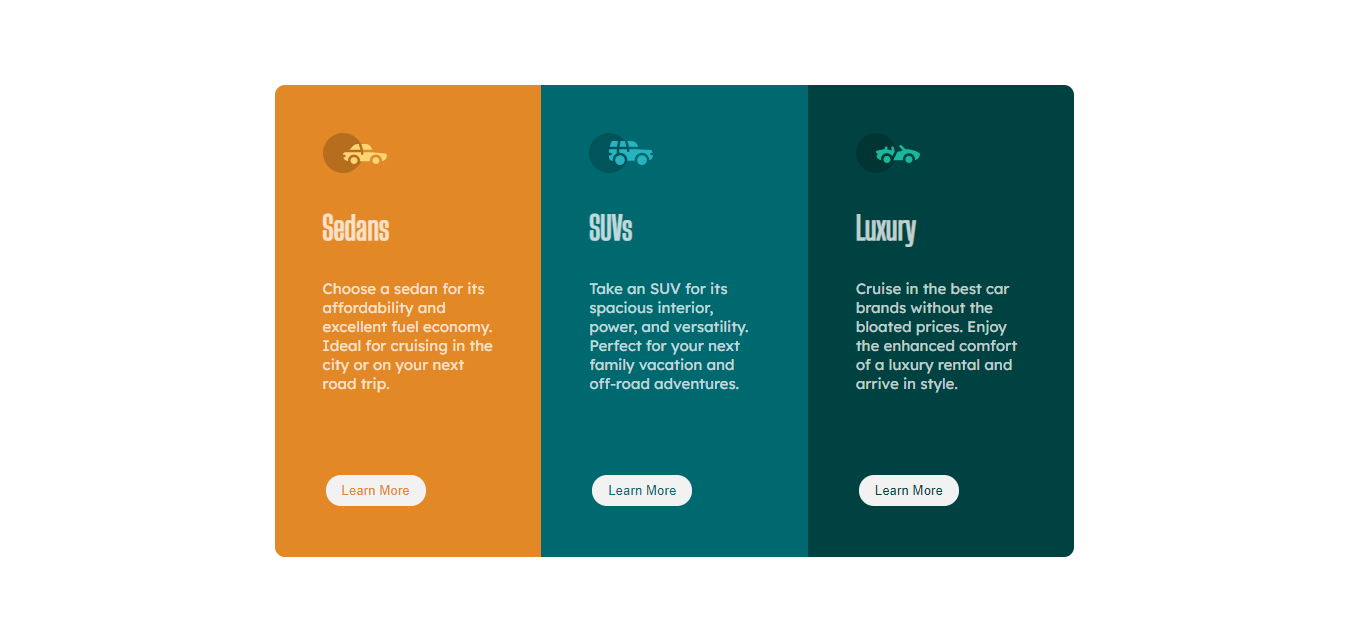 Sedans
Choose a sedan for its
affordability and
excellent fuel economy.
Ideal for cruising in the
city or on your next
road trip.
Learn More
SUVs
Take an SUV for its
spacious interior,
power, and versatility.
Perfect for your next
family vacation and
off-road adventures.
Learn More
Luxury
Cruise in the best car
brands without the
bloated prices. Enjoy
the enhanced comfort
of a luxury rental and
arrive in style.
Learn More